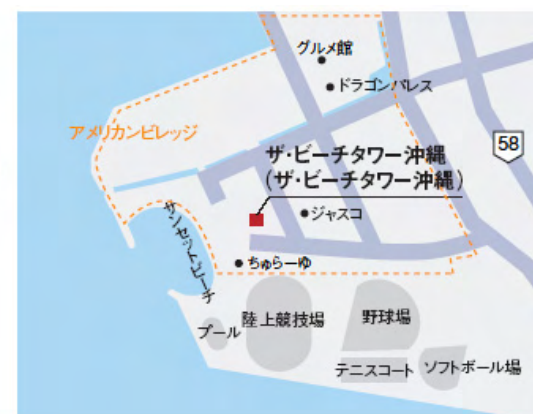 グルメ館
ドラゴンパレス
アメリカンビレッジ
58
ザ・ビーチタワー沖縄
(ザ・ビーチタワー沖縄)
ジャスコ
サンセットビーチ
ちゅらーゆ
プール
陸上競技場
野球場
テニスコート
ソフトボール場